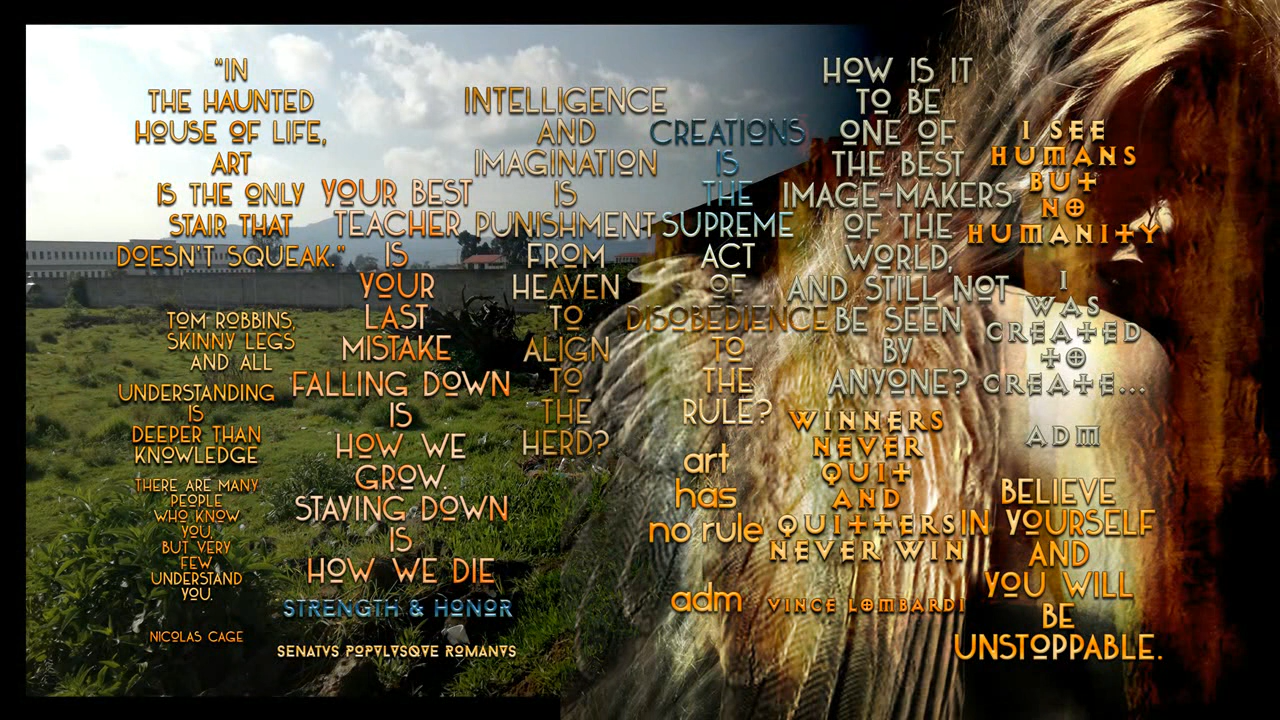 "IN
THE HAUNTED
HOUSE OF LIFE,
ART
IS THE ONLY
STAIR THAT
DOESN'T SQUEAK."
TOM ROBBINS,
SKINNY LEGS
AND ALL
UNDERSTANDING
IS
DEEPER THAN
KNOWLEDGE
THERE ARE MANY
PEOPLE
WHO KNOW
YOU,
BUT VERY
FEW
UNDERSTAND
YOU.
NICOLAS CAGE
YOUR BEST
TEACHER
IS
YOUR
LAST
MISTAKE
FALLING DOWN
IS
HOW WE
GROW.
STAYING DOWN
IS
HOW WE DIE
STRENGTH & HONOR
SENATVS POPVLVSQVE ROMANVS
INTELLIGENCE
AND
IMAGINATION
IS
PUNISHMENT
FROM
HEAVEN
TO
ALIGN
TO
THE
HERD?
CREATIONS
IS
THE
SUPREME
ACT
OF
DISOBEDIENCE
TO
THE
RULE?
art
has
no rule
adm
HOW IS IT
TO BE
ONE OF
THE BEST
IMAGE-MAKERS
OF THE
WORLD,
AND STILL NOT
BE SEEN
BY
ANYONE?
WINNERS
NEVER
QUIT
AND
QUITTERS
NEVER WIN
VINCE LOMBARDI
I SEE
HUMANS
BUT
NO
HUMANITY
I
WAS
CREATED
TO
CREATE...
ADM
BELIEVE
IN YOURSELF
AND
YOU WILL
BE
UNSTOPPABLE.